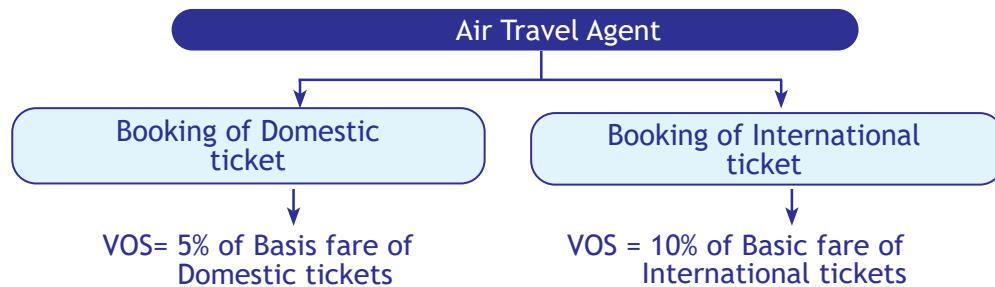 Air Travel Agent
Booking of Domestic
ticket
Booking of International
ticket
VOS= 5% of Basis fare of
Domestic tickets
VOS = 10% of Basic fare of
International tickets